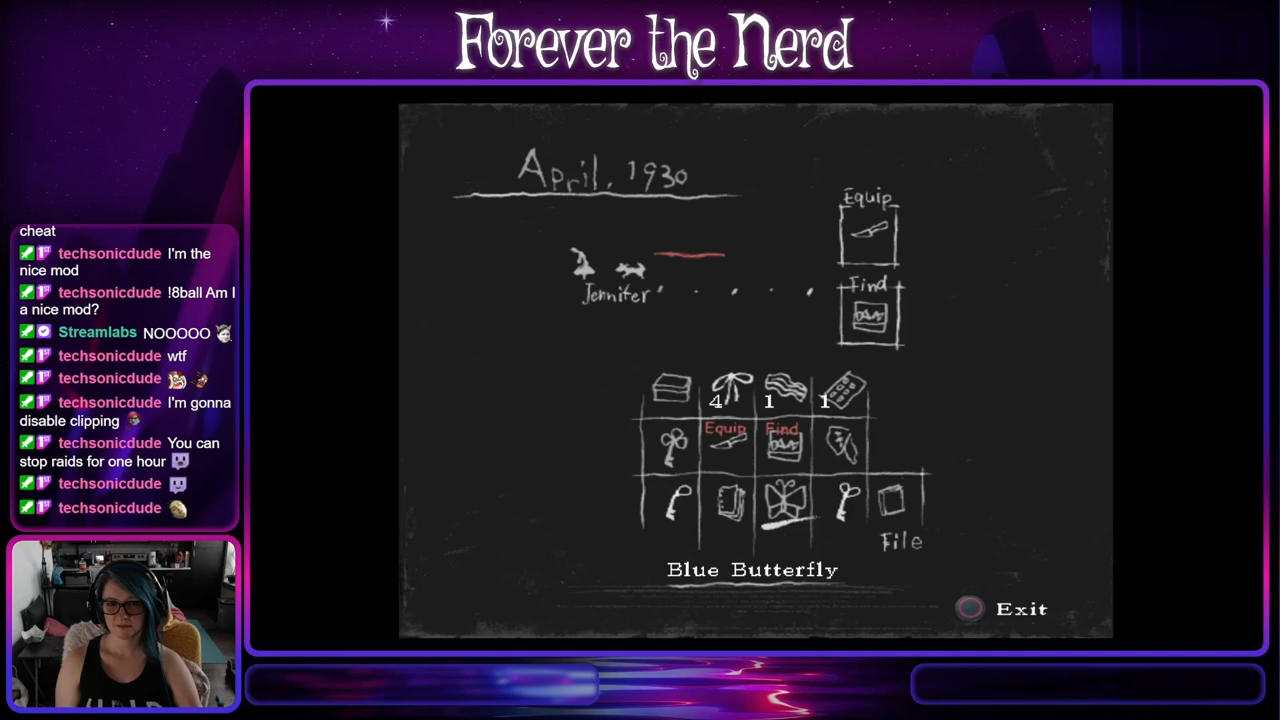 Forever the Nerd
cheat
techsonicdude I'm the
nice mod
techsonicdude !8ball Am I
a nice mod?
Streamlabs NOOOOO
techsonicdude wtf
techsonicdude
techsonicdude I'm gonna
disable clipping
techsonicdude You can
stop raids for one hour
techsonicdude
techsonicdude
April, 1930
Equip
Jennifer
Find
4 1 1
Equip Find
File
Blue Butterfly
Exit